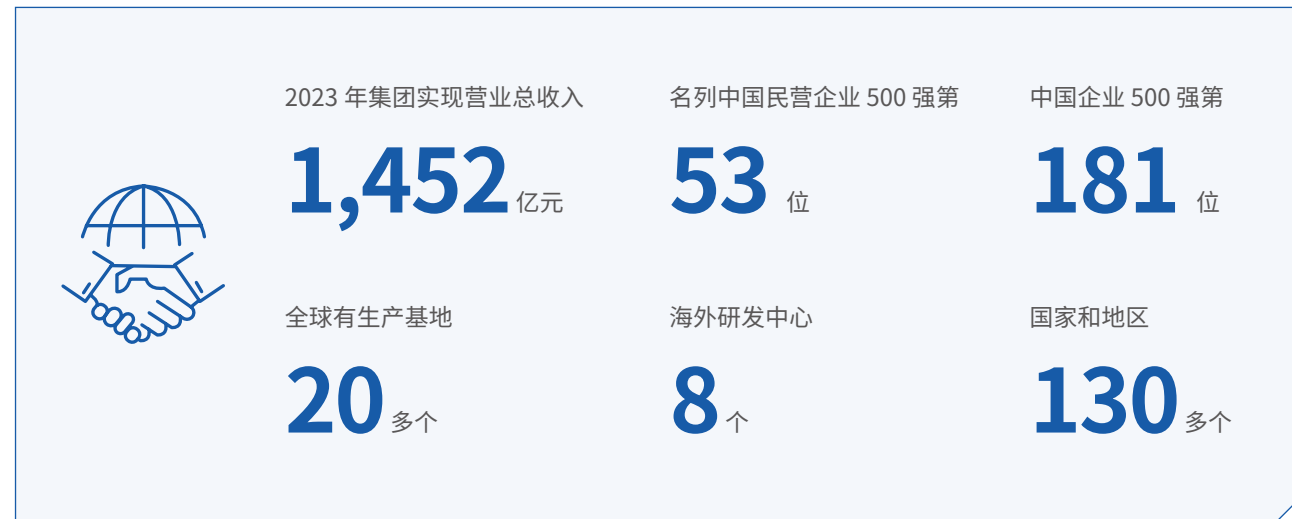 2023 年集团实现营业总收入
1,452 亿元
名列中国民营企业 500 强第
53 位
中国企业 500 强第
181 位
全球有生产基地
20 多个
海外研发中心
8 个
国家和地区
130 多个